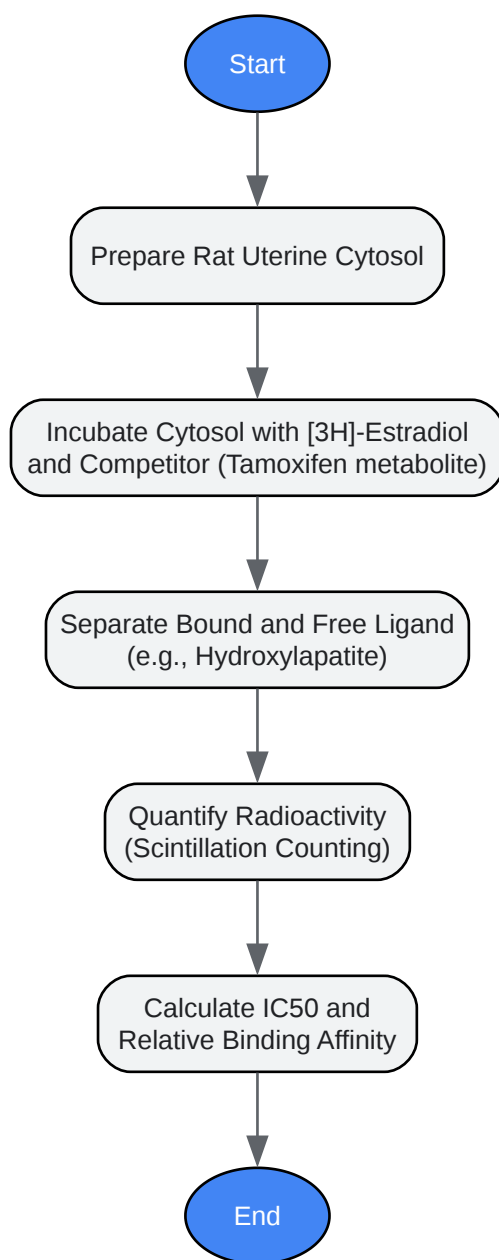 Start
Prepare Rat Uterine Cytosol
Incubate Cytosol with [3H]-Estradiol
and Competitor (Tamoxifen metabolite)
Separate Bound and Free Ligand
(e.g., Hydroxylapatite)
Quantify Radioactivity
(Scintillation Counting)
Calculate IC50 and
Relative Binding Affinity
End